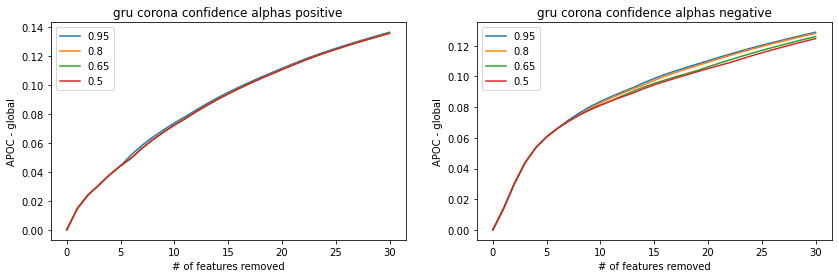 gru corona confidence alphas positive
0.14
0.12
0.10
0.08
0.06
0.04
0.02
0.00
APOC - global
0.95
0.8
0.65
0.5
0 5 10 15 20 25 30
# of features removed
gru corona confidence alphas negative
0.12
0.10
0.08
0.06
0.04
0.02
0.00
APOC - global
0.95
0.8
0.65
0.5
0 5 10 15 20 25 30
# of features removed